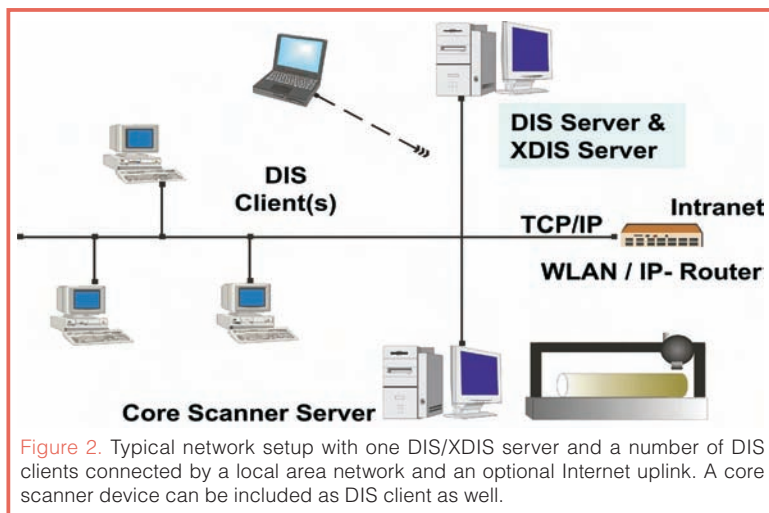 DIS Server &
XDIS Server
DIS
Client(s)
TCP/IP
Intranet
WLAN / IP- Router
Core Scanner Server
Figure 2. Typical network setup with one DIS/XDIS server and a number of DIS
clients connected by a local area network and an optional Internet uplink. A core
scanner device can be included as DIS client as well.